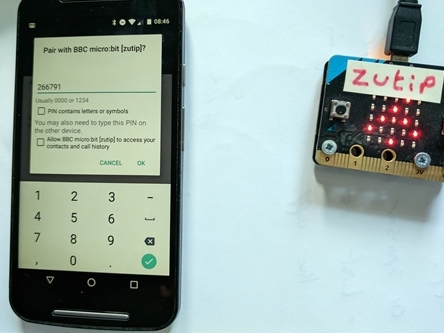 08:46
Pair with BBC micro:bit [zutip]?
266791
Usually 0000 or 1234
PIN contains letters or symbols
You may also need to type this PIN on
the other device.
Allow BBC micro:bit [zutip] to access your
contacts and call history
CANCEL OK
1 2 3 –
4 5 6
7 8 9
, 0 .
zutip
0 1 2 3V